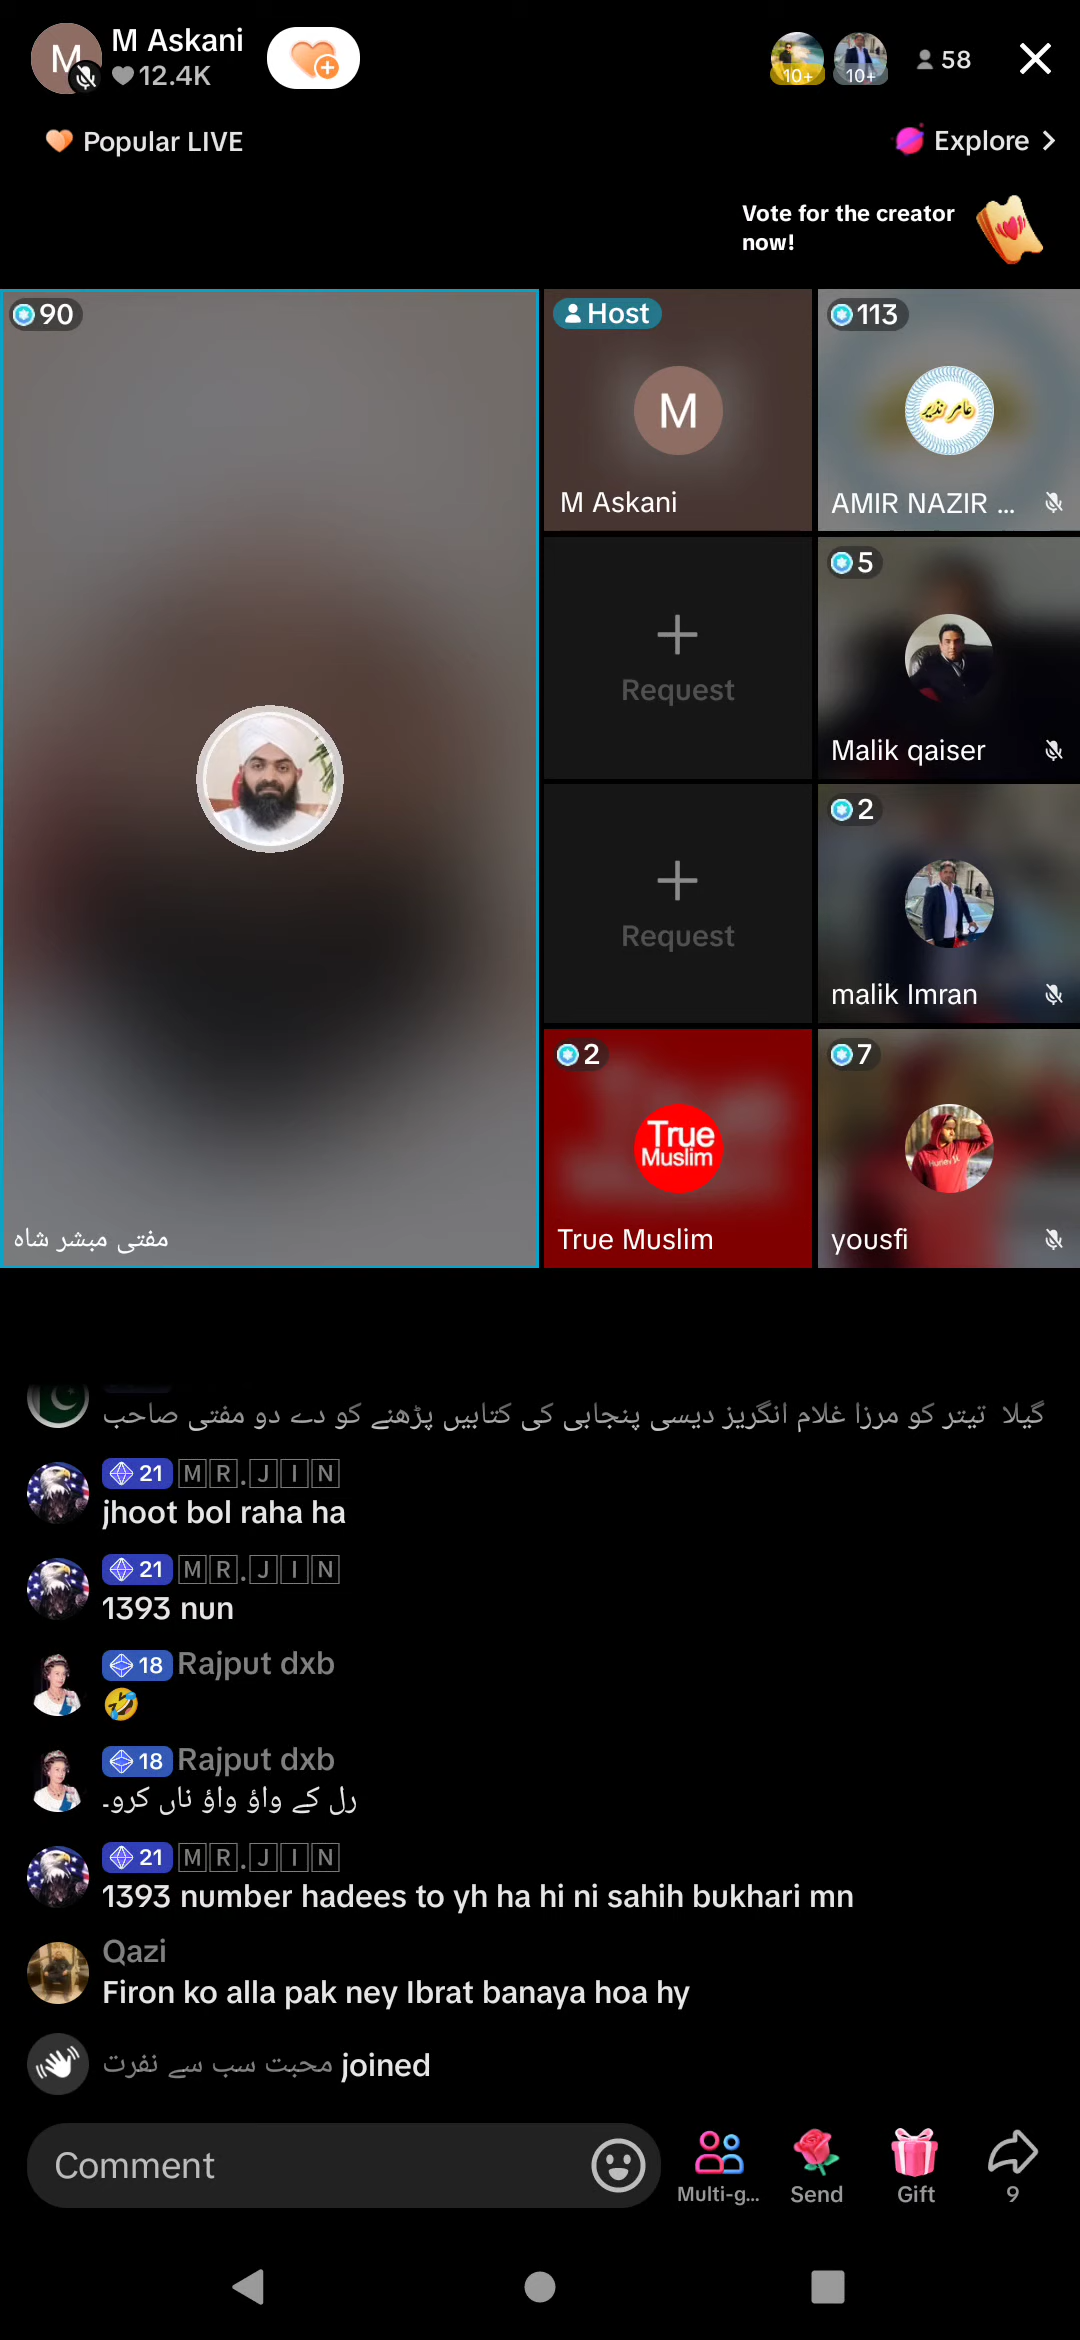 M
M Askani
12.4K
10+
10+
58
Popular LIVE
Explore
Vote for the creator
now!
90
مفتی مبشر شاہ
Host
M
M Askani
113
عامر نذیر
AMIR NAZIR ...
Request
5
Malik qaiser
Request
2
malik Imran
2
True
Muslim
True Muslim
7
yousfi
گیلا تیتر کو مرزا غلام انگریز دیسی پنجابی کی کتابیں پڑھنے کو دے دو مفتی صاحب
21 🄼🅁.🄹🄸🄽
jhoot bol raha ha
21 🄼🅁.🄹🄸🄽
1393 nun
18 Rajput dxb
🤣
18 Rajput dxb
رل کے واؤ واؤ ناں کرو۔
21 🄼🅁.🄹🄸🄽
1393 number hadees to yh ha hi ni sahih bukhari mn
Qazi
Firon ko alla pak ney Ibrat banaya hoa hy
محبت سب سے نفرت joined
Comment
Multi-g...
Send
Gift
9